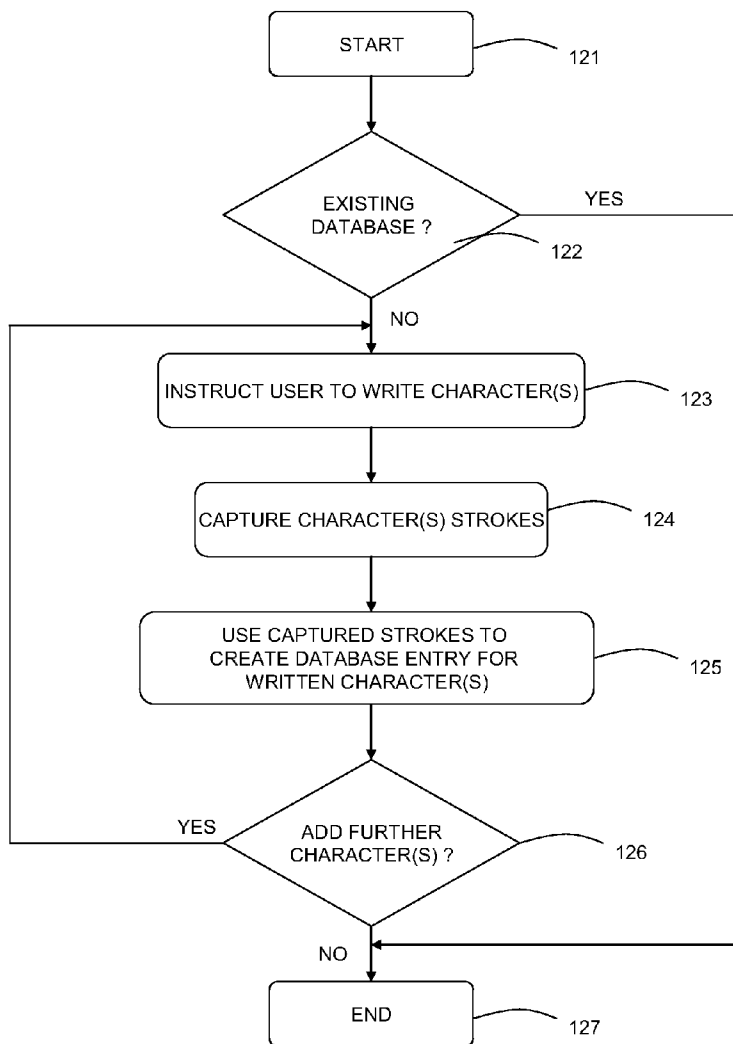 START
121
EXISTING
DATABASE ?
YES
122
NO
INSTRUCT USER TO WRITE CHARACTER(S)
123
CAPTURE CHARACTER(S) STROKES
124
USE CAPTURED STROKES TO
CREATE DATABASE ENTRY FOR
WRITTEN CHARACTER(S)
125
YES
ADD FURTHER
CHARACTER(S) ?
126
NO
END
127